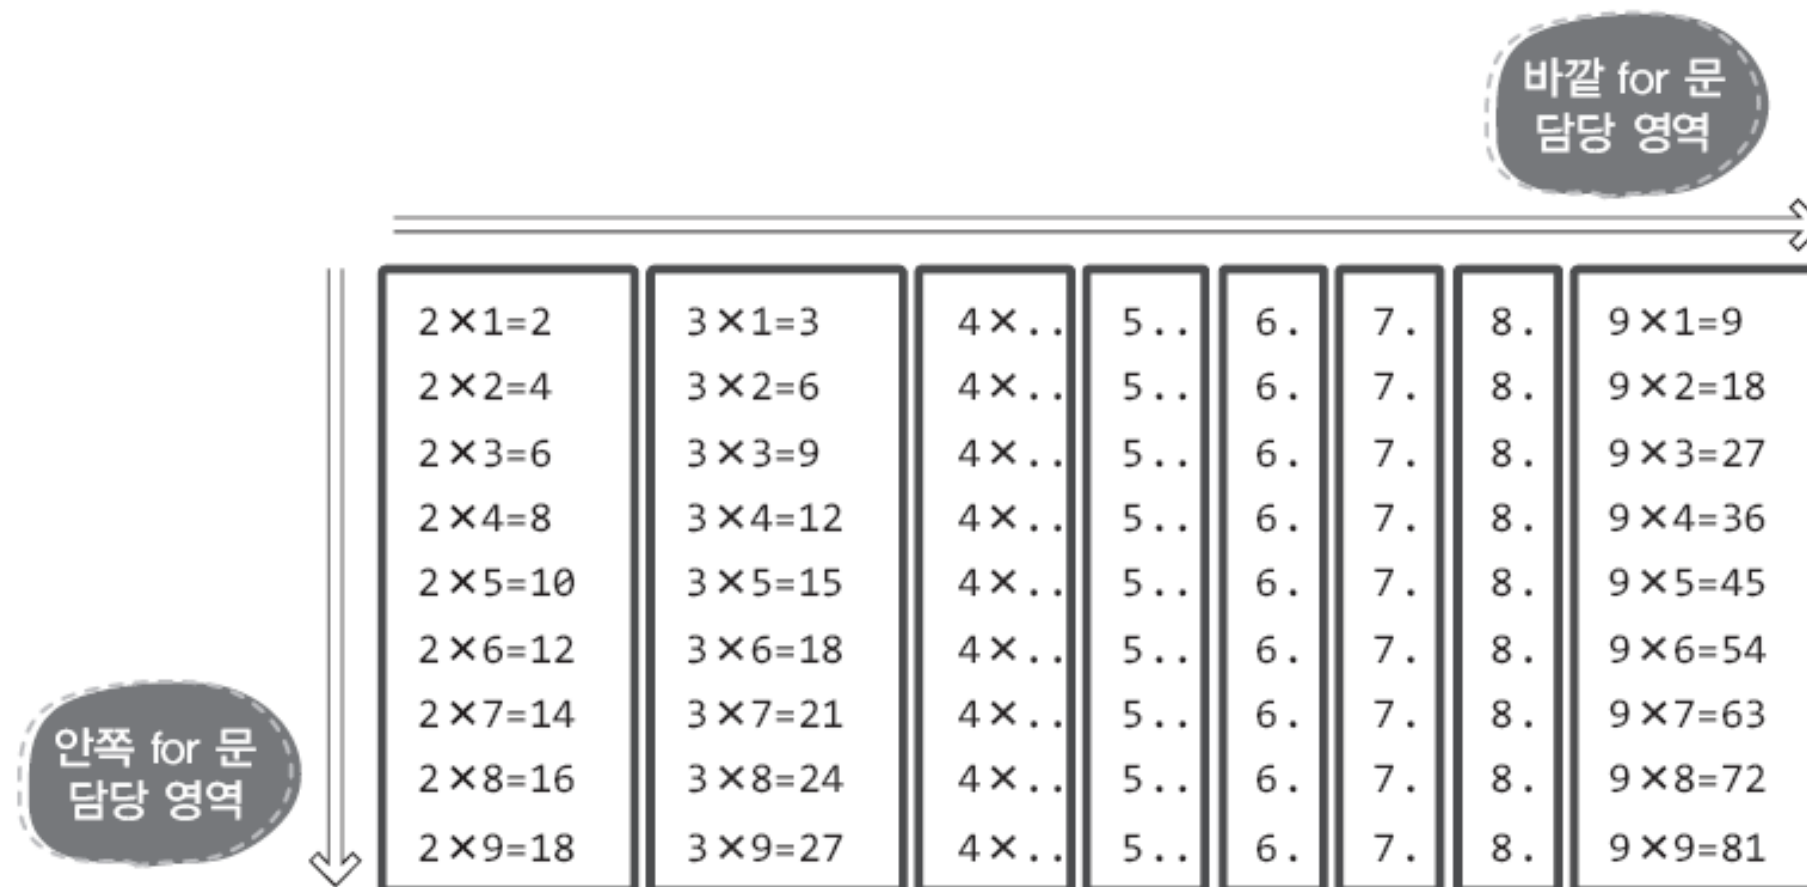 바깥 for 문
담당 영역
2×1=2 3×1=3 4×.. 5.. 6. 7. 8. 9×1=9
2×2=4 3×2=6 4×.. 5.. 6. 7. 8. 9×2=18
2×3=6 3×3=9 4×.. 5.. 6. 7. 8. 9×3=27
2×4=8 3×4=12 4×.. 5.. 6. 7. 8. 9×4=36
2×5=10 3×5=15 4×.. 5.. 6. 7. 8. 9×5=45
2×6=12 3×6=18 4×.. 5.. 6. 7. 8. 9×6=54
2×7=14 3×7=21 4×.. 5.. 6. 7. 8. 9×7=63
2×8=16 3×8=24 4×.. 5.. 6. 7. 8. 9×8=72
2×9=18 3×9=27 4×.. 5.. 6. 7. 8. 9×9=81
안쪽 for 문
담당 영역